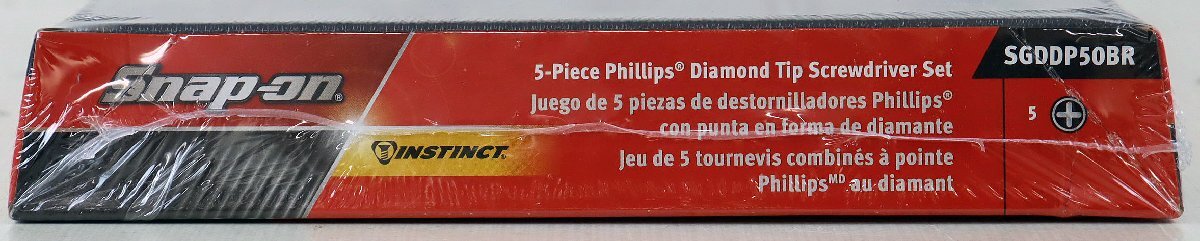 Snap-on®
INSTINCT®
5-Piece Phillips® Diamond Tip Screwdriver Set
Juego de 5 piezas de destornilladores Phillips®
con punta en forma de diamante
Jeu de 5 tournevis combinés à pointe
Phillips MD au diamant
SGDDP50BR
5